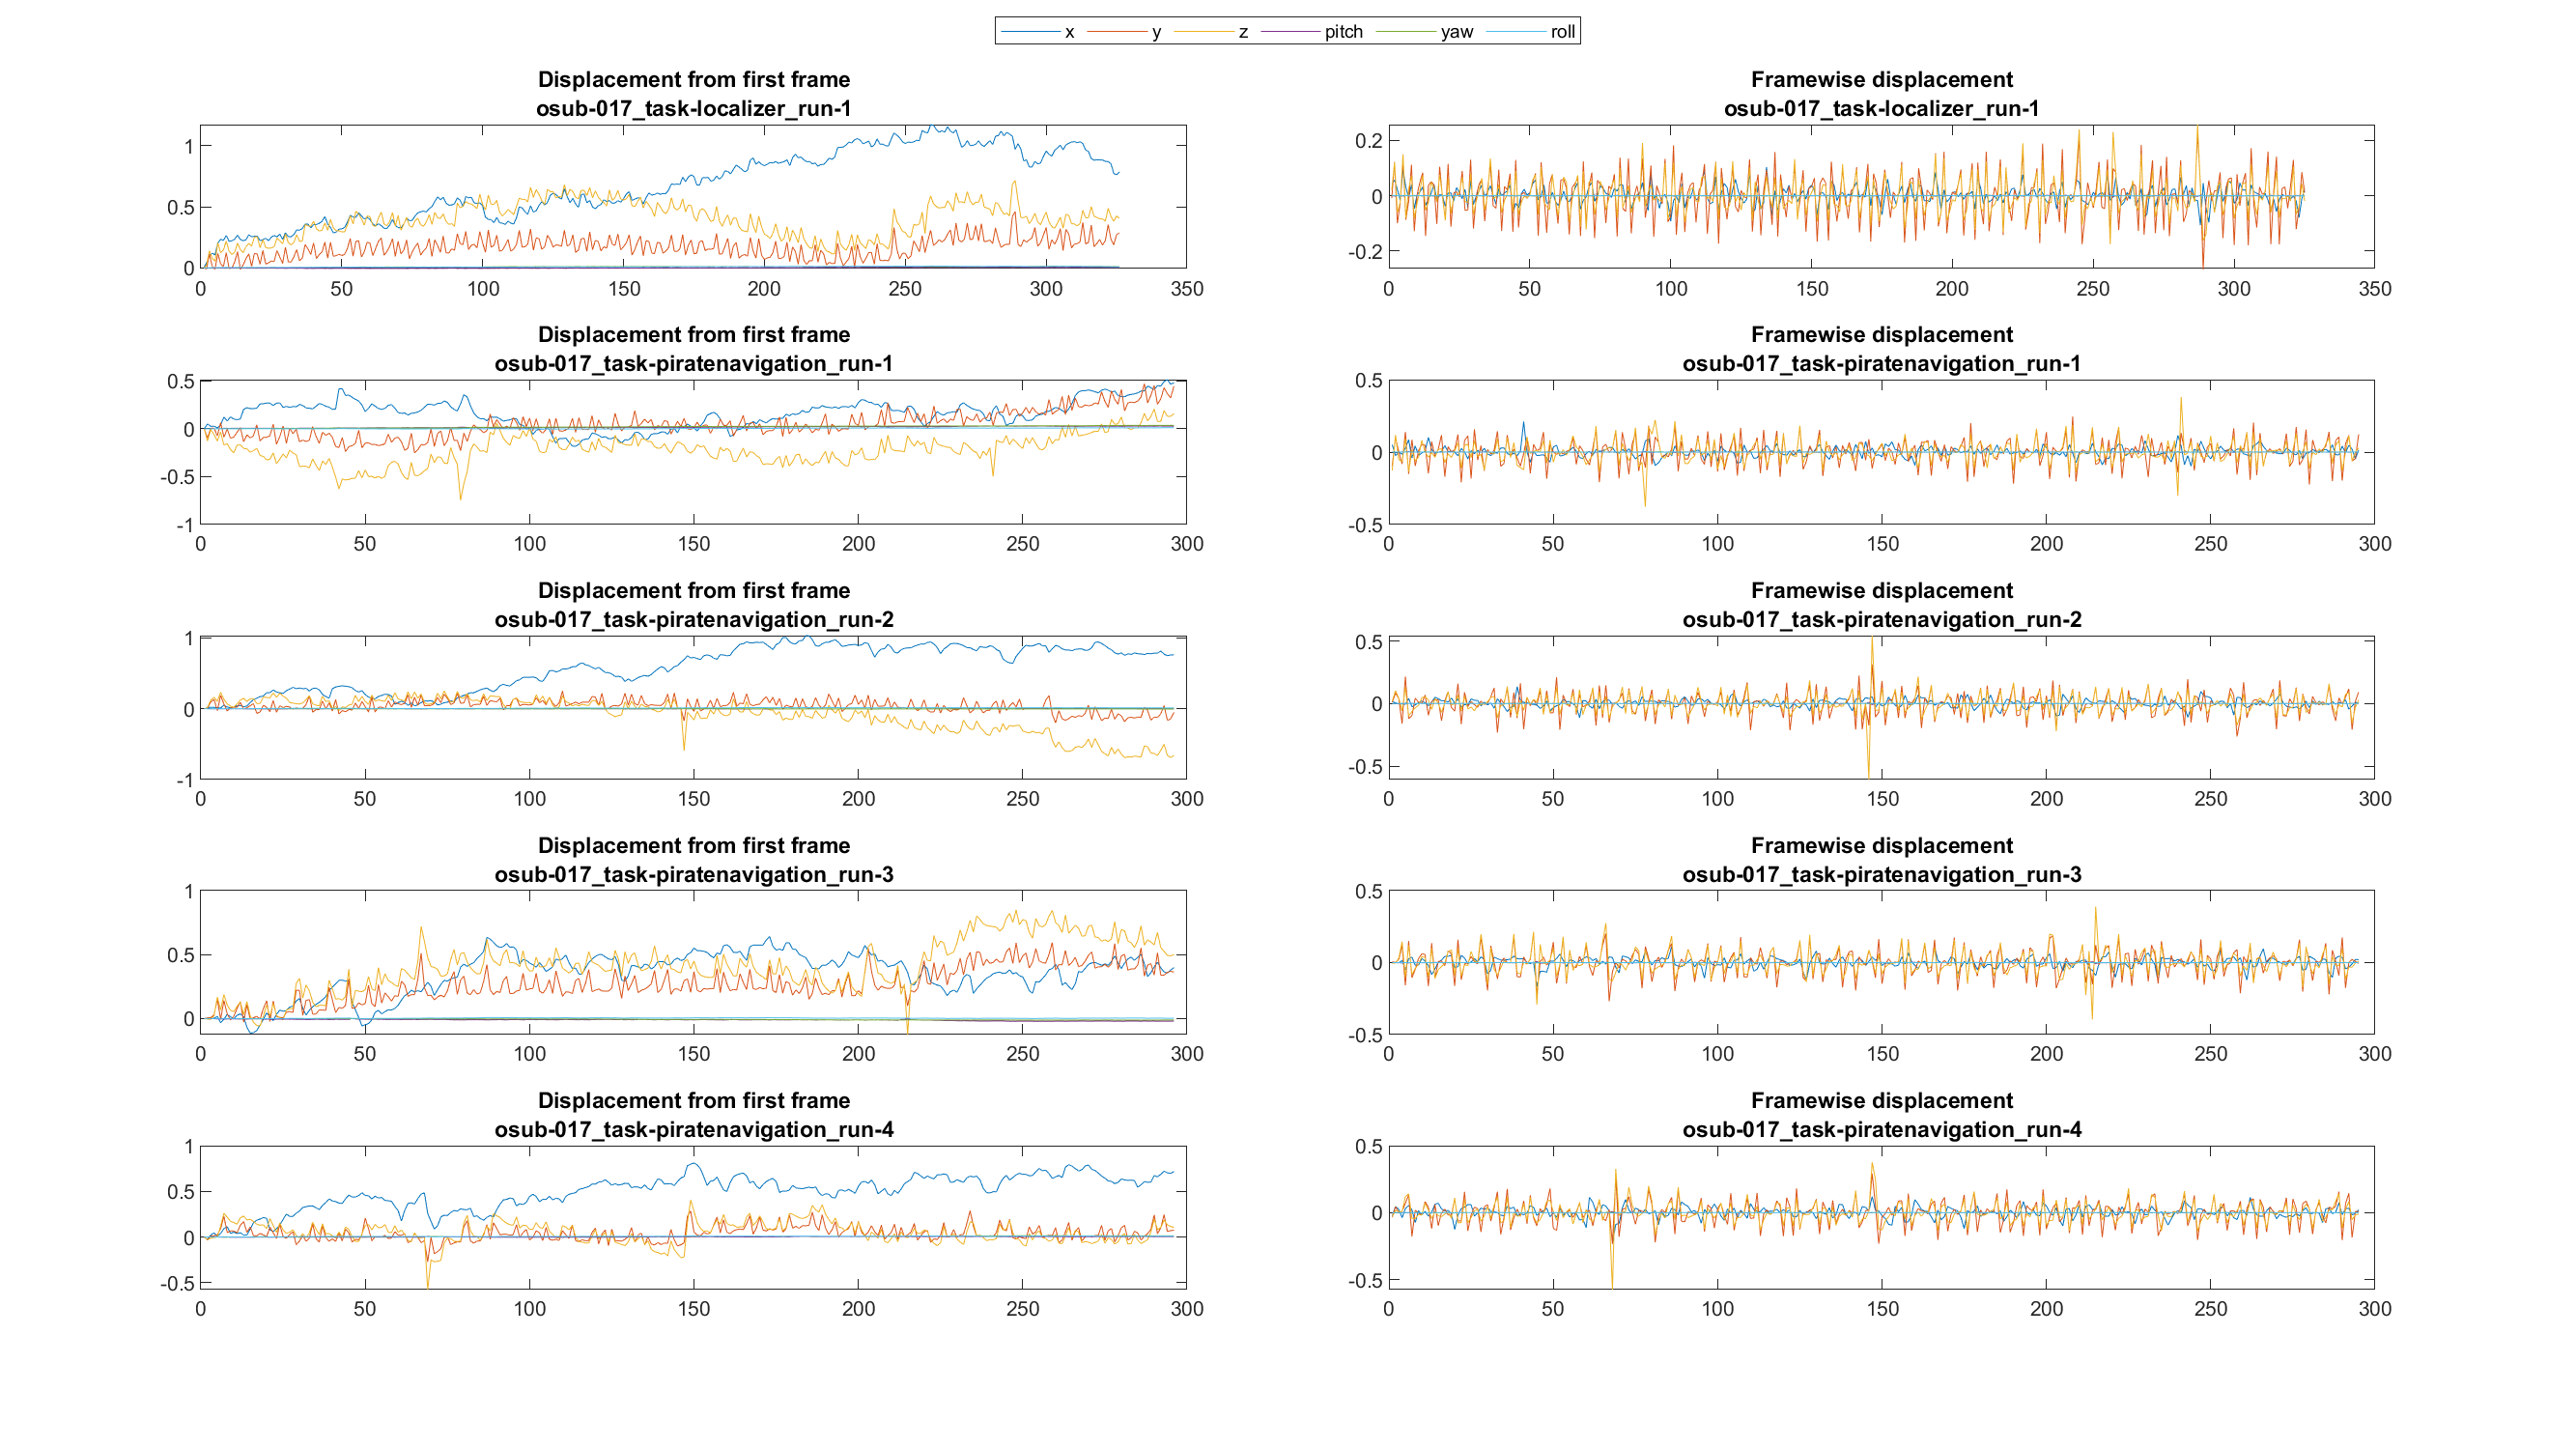 x y z pitch yaw roll
Displacement from first frame
osub-017_task-localizer_run-1
1
0.5
0
0 50 100 150 200 250 300 350
Framewise displacement
osub-017_task-localizer_run-1
0.2
0
-0.2
0 50 100 150 200 250 300 350
Displacement from first frame
osub-017_task-piratenavigation_run-1
0.5
0
-0.5
-1
0 50 100 150 200 250 300
Framewise displacement
osub-017_task-piratenavigation_run-1
0.5
0
-0.5
0 50 100 150 200 250 300
Displacement from first frame
osub-017_task-piratenavigation_run-2
1
0
-1
0 50 100 150 200 250 300
Framewise displacement
osub-017_task-piratenavigation_run-2
0.5
0
-0.5
0 50 100 150 200 250 300
Displacement from first frame
osub-017_task-piratenavigation_run-3
1
0.5
0
0 50 100 150 200 250 300
Framewise displacement
osub-017_task-piratenavigation_run-3
0.5
0
-0.5
0 50 100 150 200 250 300
Displacement from first frame
osub-017_task-piratenavigation_run-4
1
0.5
0
-0.5
0 50 100 150 200 250 300
Framewise displacement
osub-017_task-piratenavigation_run-4
0.5
0
-0.5
0 50 100 150 200 250 300